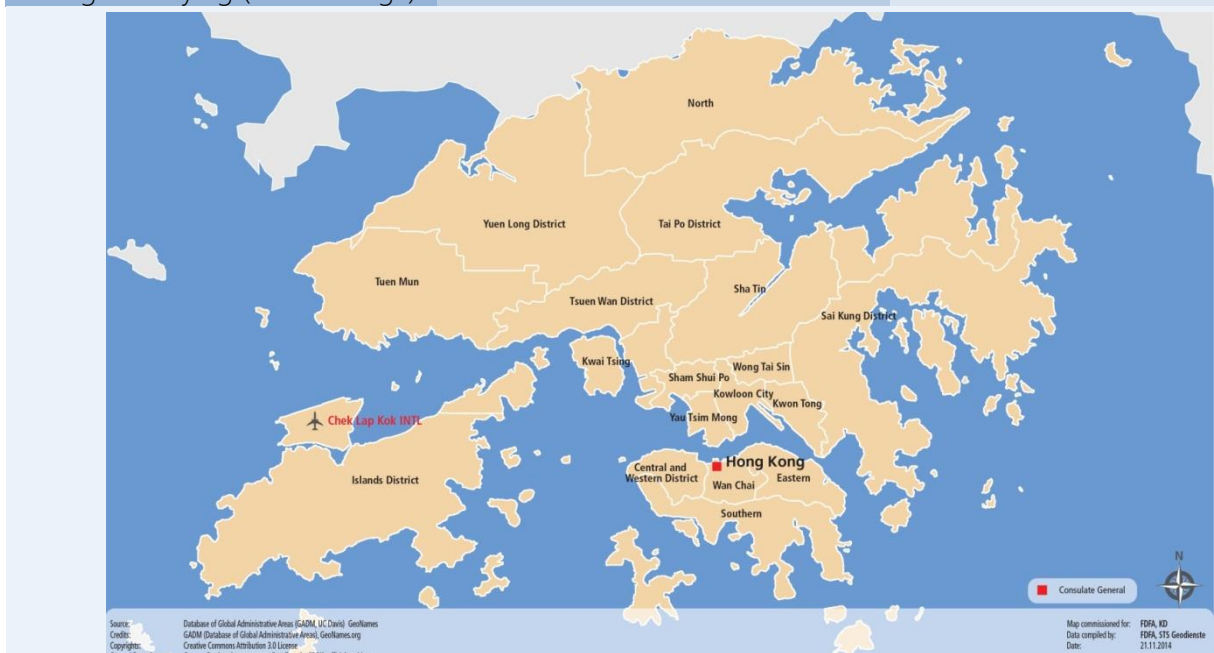 North
Yuen Long District
Tai Po District
Tuen Mun
Tsuen Wan District
Sha Tin
Sai Kung District
Kwai Tsing
Wong Tai Sin
Sham Shui Po
Kowloon City
Kwon Tong
Yau Tsim Mong
Chek Lap Kok INTL
Hong Kong
Central and
Western District
Eastern
Wan Chai
Islands District
Southern
N
Consulate General
Source: Database of Global Administrative Areas (GADM, UC Davis) GeoNames
Credits: GADM (Database of Global Administrative Areas), GeoNames.org
Copyrights: Creative Commons Attribution 3.0 License
Map commissioned for: FDFA, KD
Data compiled by: FDFA, STS Geodienste
Date: 21.11.2014